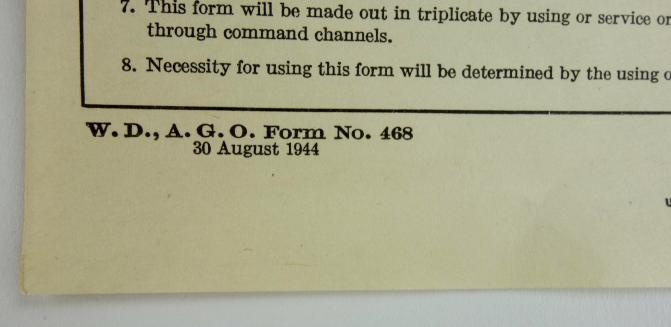 7. This form will be made out in triplicate by using or service
through command channels.
8. Necessity for using this form will be determined by the using
W. D., A. G. O. Form No. 468
30 August 1944